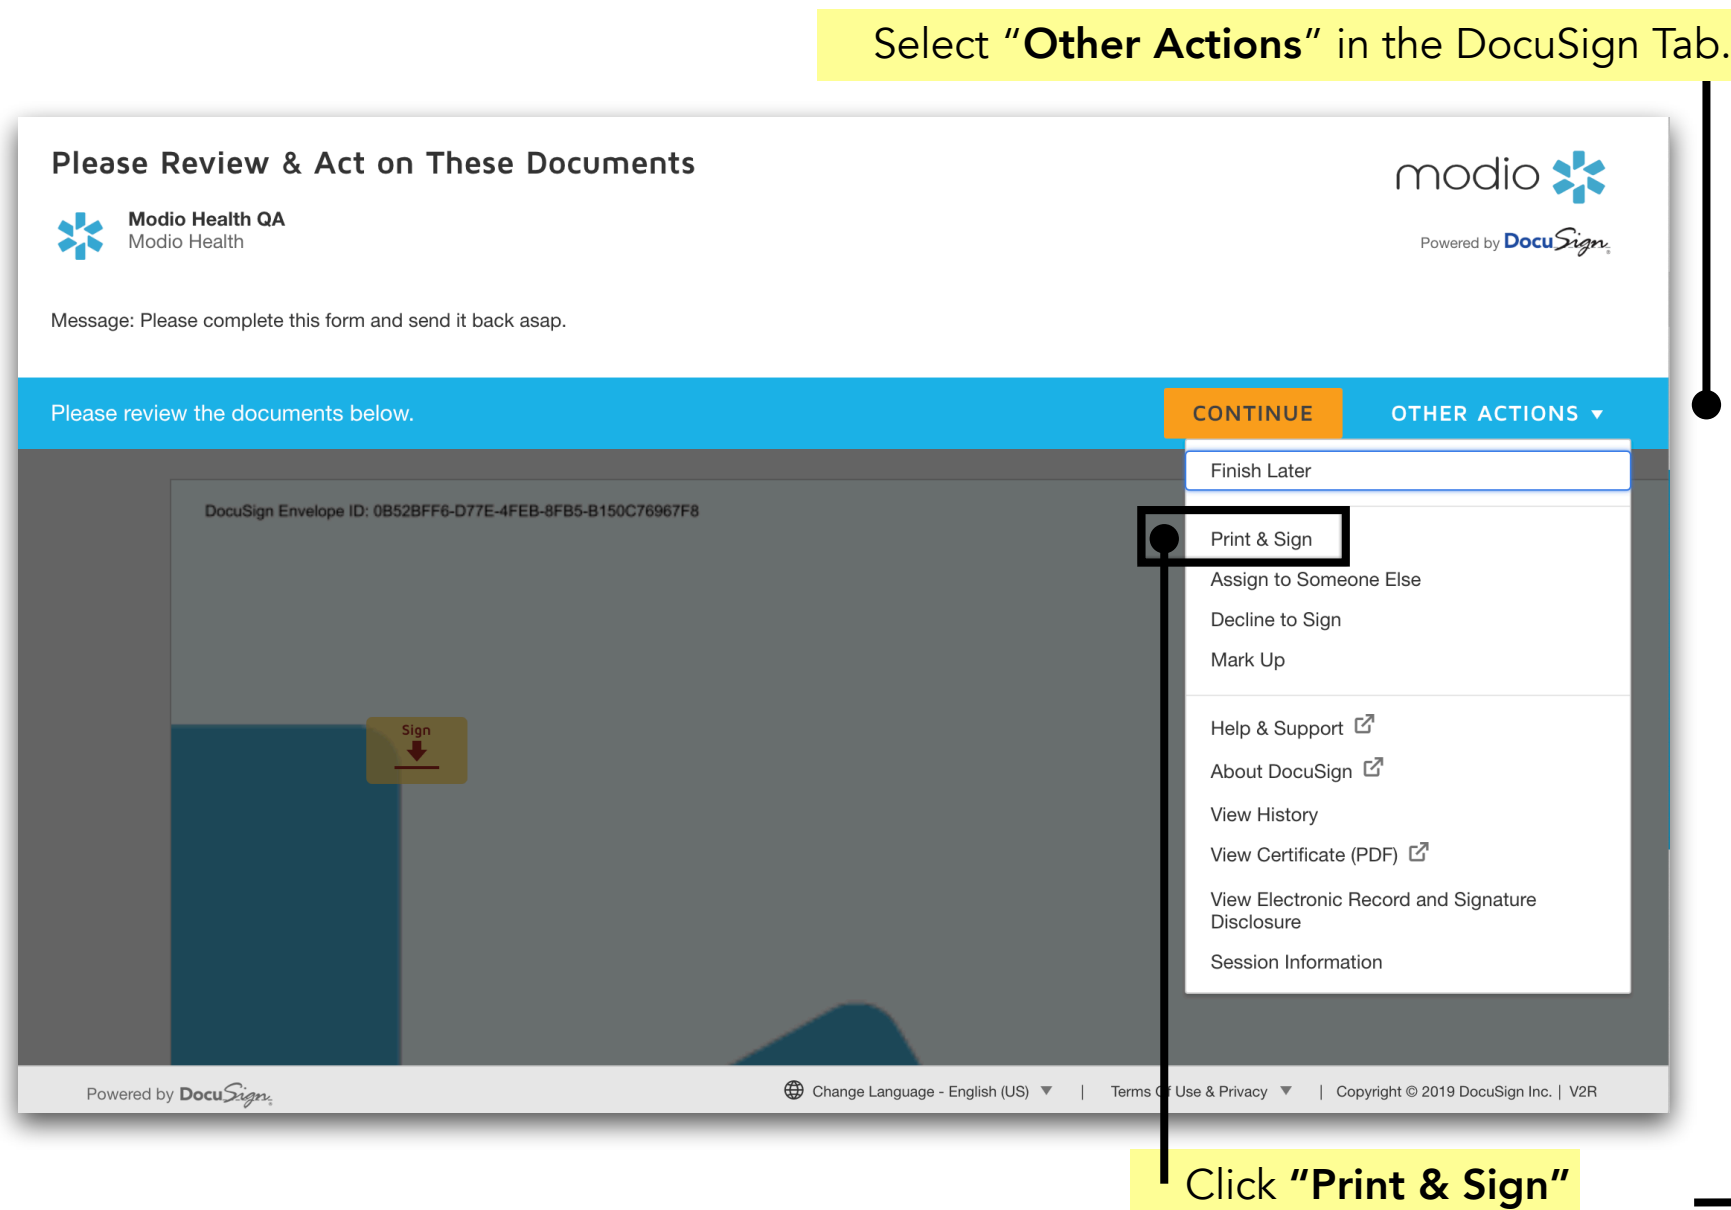 Select “Other Actions” in the DocuSign Tab.
Please Review & Act on These Documents
modio
Modio Health QA
Modio Health
Powered by DocuSign
Message: Please complete this form and send it back asap.
Please review the documents below.
CONTINUE
OTHER ACTIONS
Finish Later
DocuSign Envelope ID: 0B52BFF6-D77E-4FEB-8FB5-B150C76967F8
Print & Sign
Assign to Someone Else
Decline to Sign
Mark Up
Sign
Help & Support
About DocuSign
View History
View Certificate (PDF)
View Electronic Record and Signature
Disclosure
Session Information
Powered by DocuSign
Change Language - English (US) | Terms Of Use & Privacy | Copyright © 2019 DocuSign Inc. | V2R
Click “Print & Sign”